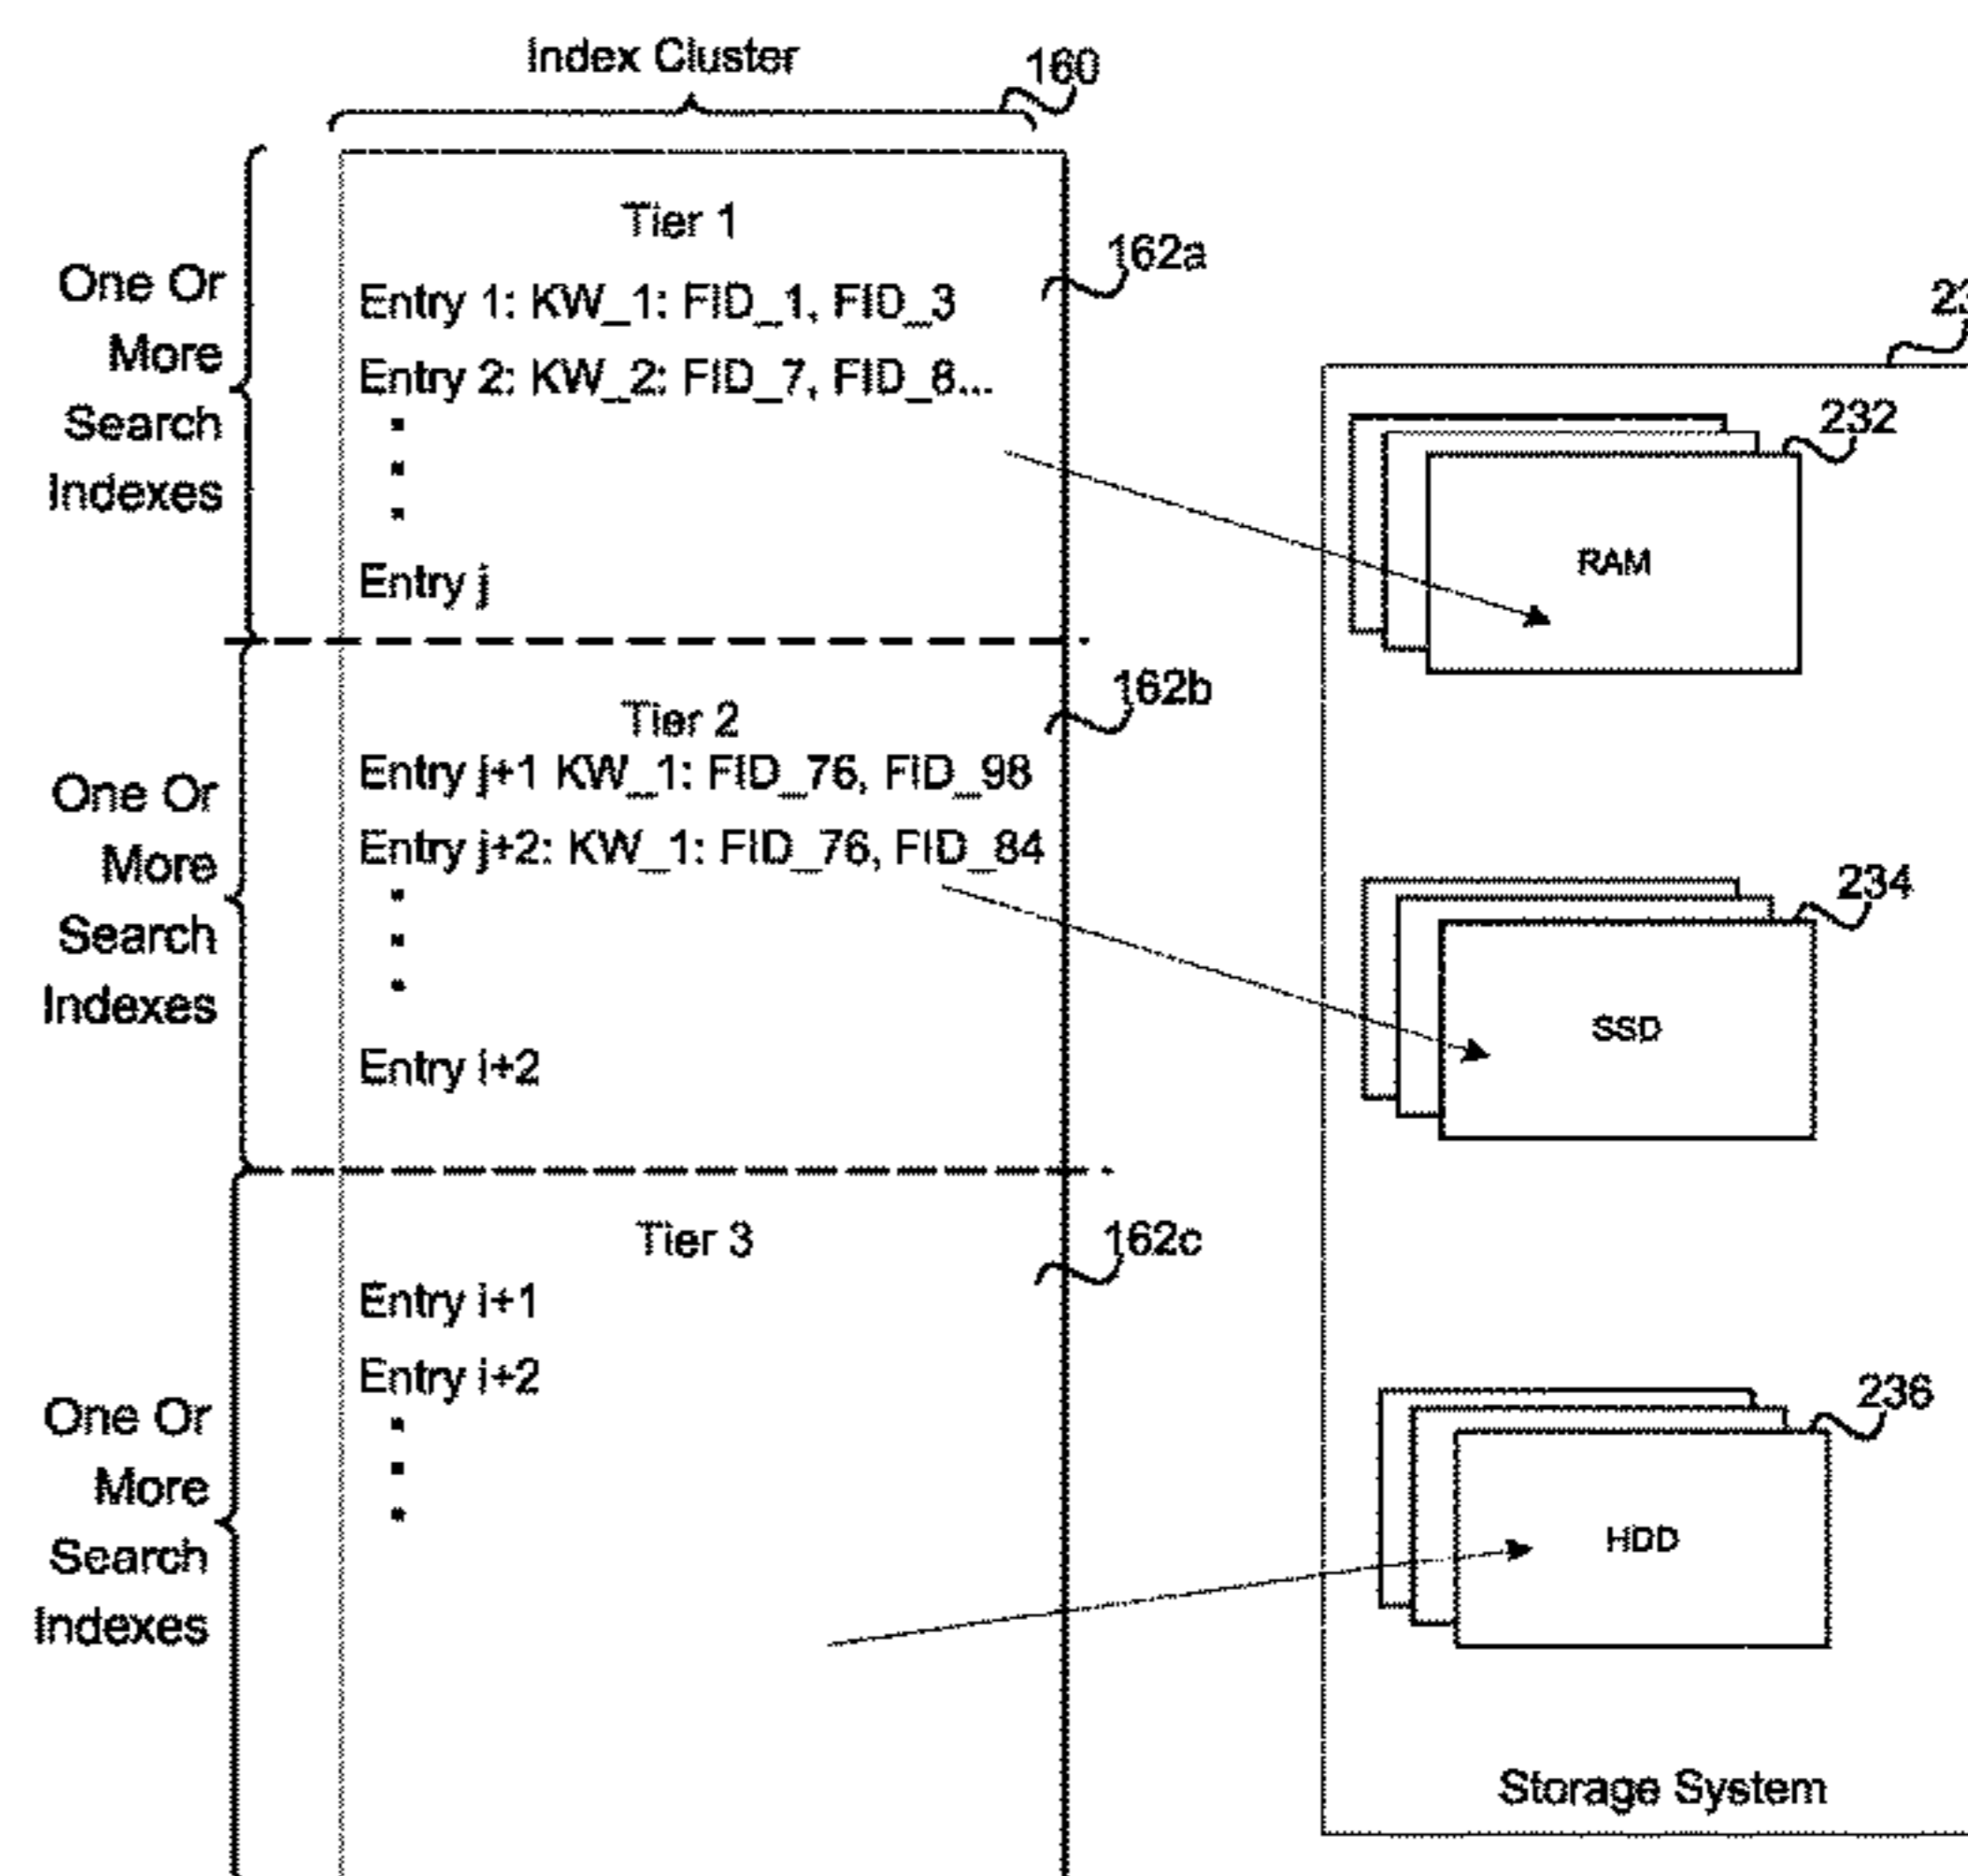 Index Cluster
160
One Or
More
Search
Indexes
Tier 1
162a
Entry 1: KW_1: FID_1, FID_3
Entry 2: KW_2: FID_7, FID_8...
Entry j
One Or
More
Search
Indexes
Tier 2
162b
Entry j+1 KW_1: FID_76, FID_98
Entry j+2: KW_1: FID_76, FID_84
Entry i+2
One Or
More
Search
Indexes
Tier 3
162c
Entry i+1
Entry i+2
232
RAM
234
SSD
236
HDD
Storage System